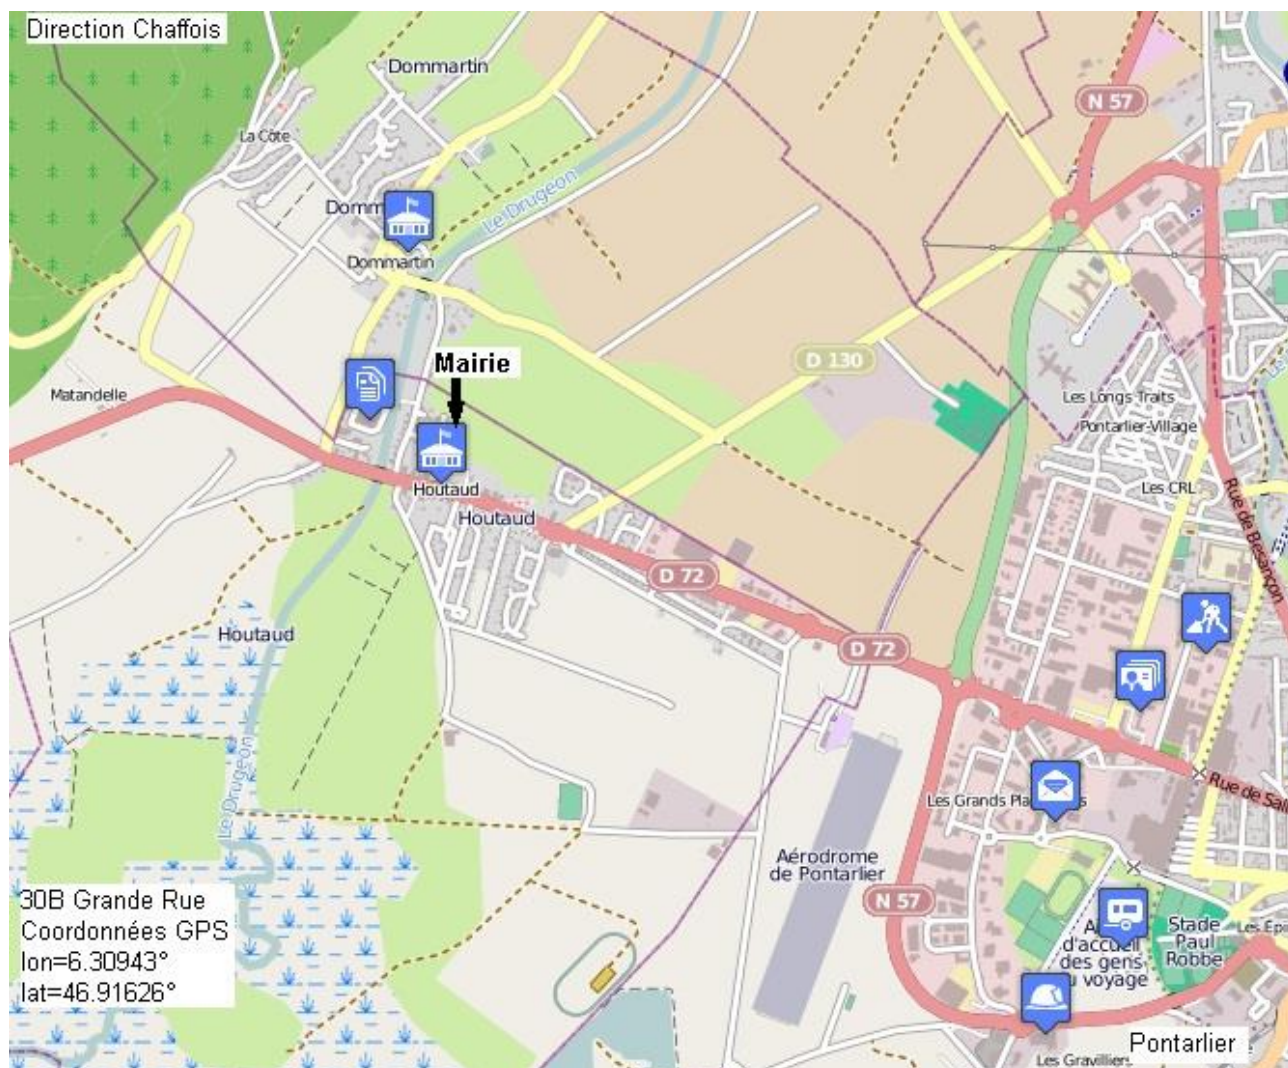 Direction Chaffois
Dommartin
N 57
La Côte
Le Drugeon
Dommartin
Mairie
D 130
Matandelle
Les Longs Traits
Pontarlier-Village
Houtaud
Les CRL
Houtaud
Rue de Besançon
D 72
Houtaud
D 72
Le Drugeon
Rue de
Les Grands
Aérodrome
de Pontarlier
30B Grande Rue
Coordonnées GPS
lon=6.30943°
lat=46.91626°
N 57
d'accueil
des gens
voyage
Stade
Paul
Robbe
Pontarlier
Les Gravilliers